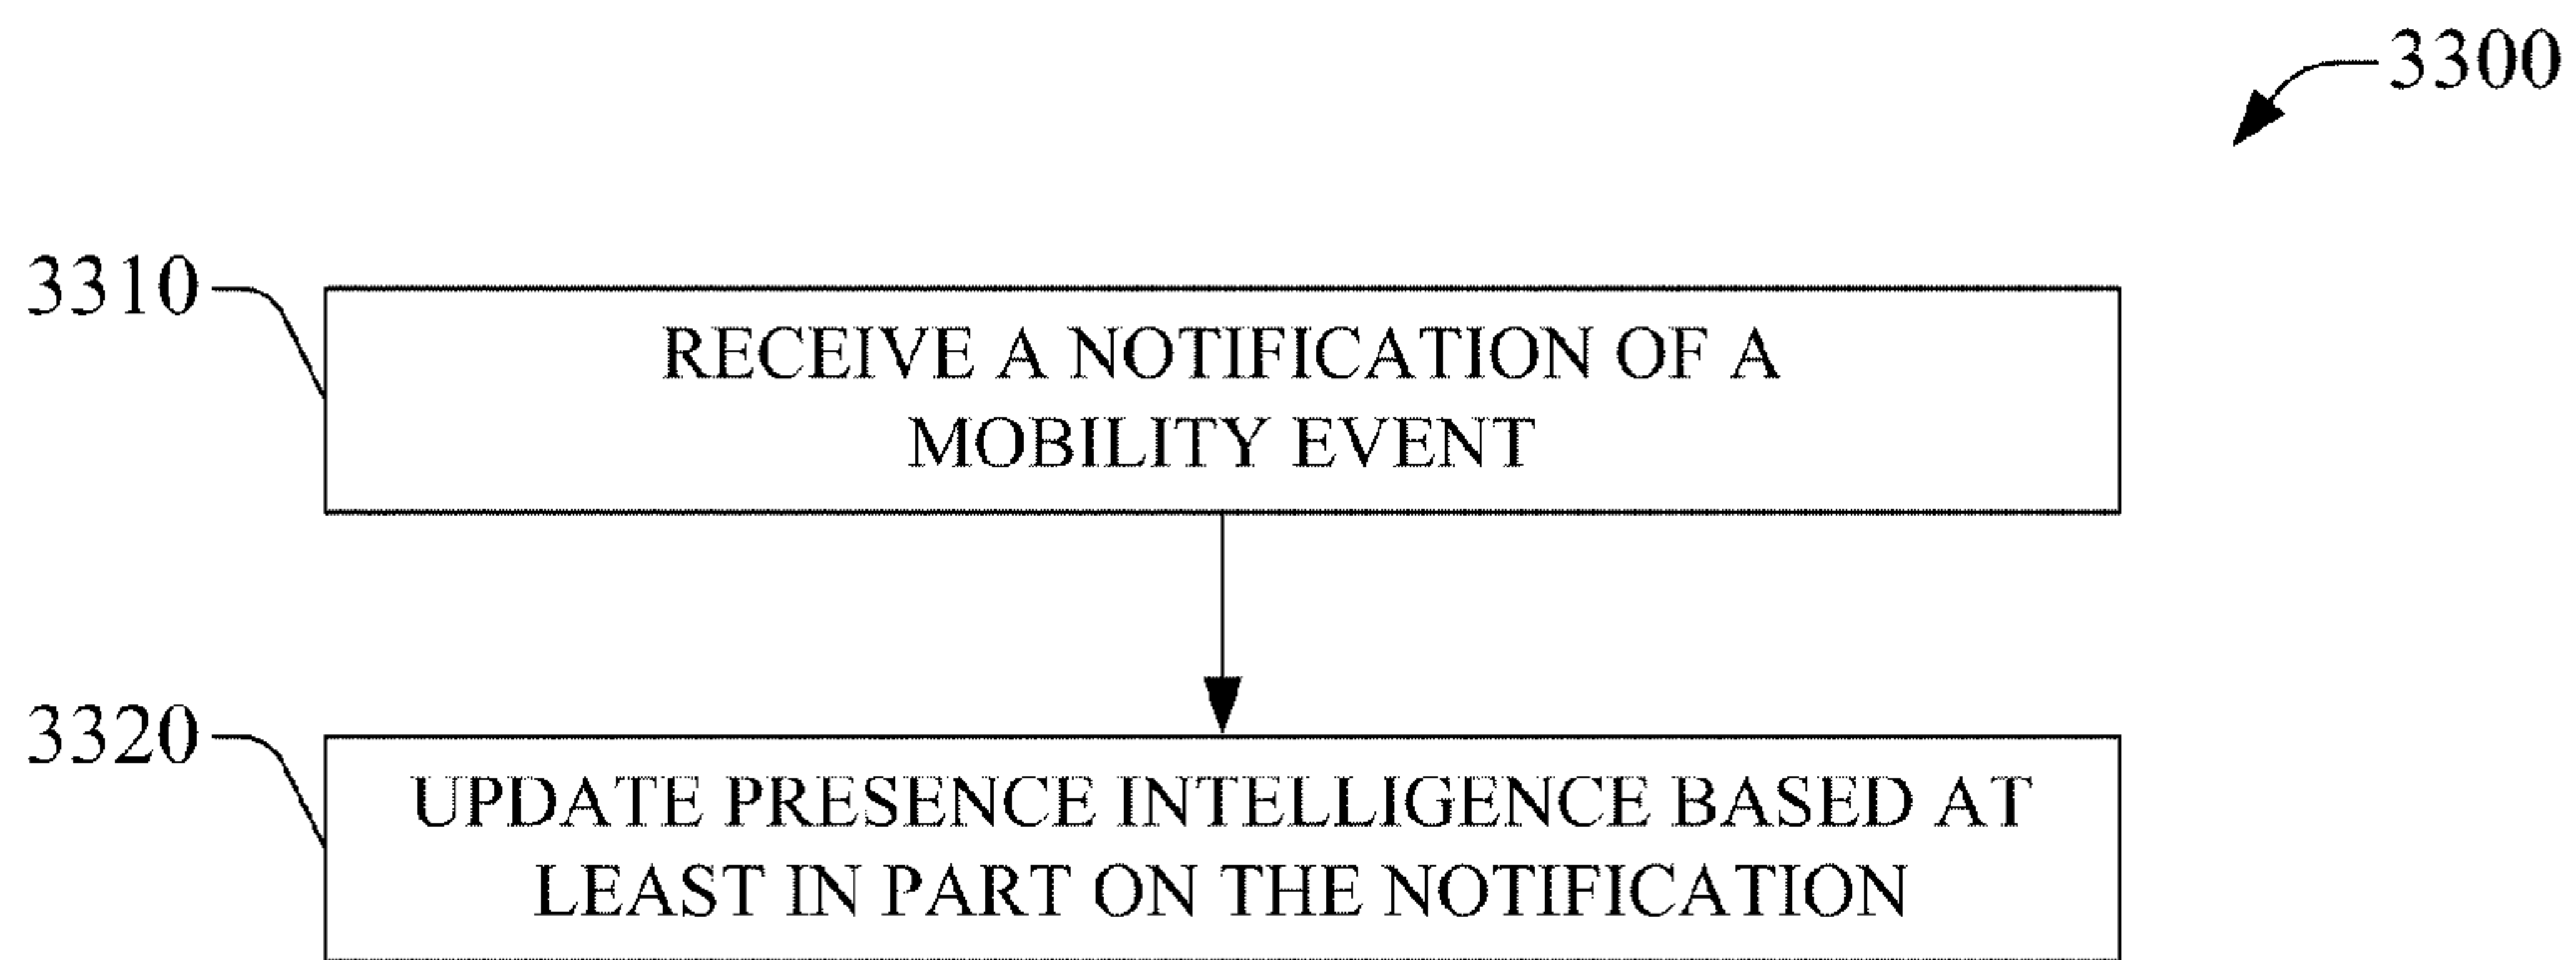 3300
3310
RECEIVE A NOTIFICATION OF A
MOBILITY EVENT
3320
UPDATE PRESENCE INTELLIGENCE BASED AT
LEAST IN PART ON THE NOTIFICATION